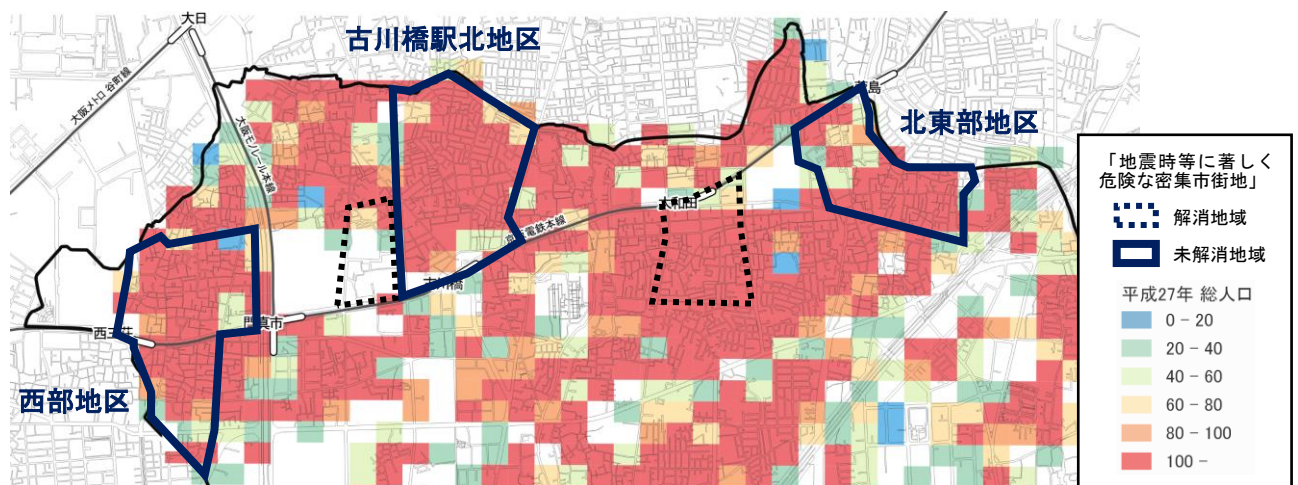 大日
古川橋駅北地区
大阪メトロ 谷町線
大阪モノレール本線
萱島
北東部地区
大和田
京阪電鉄本線
古川橋
門真市
西三荘
西部地区
「地震時等に著しく
危険な密集市街地」
解消地域
未解消地域
平成27年 総人口
0 - 20
20 - 40
40 - 60
60 - 80
80 - 100
100 -